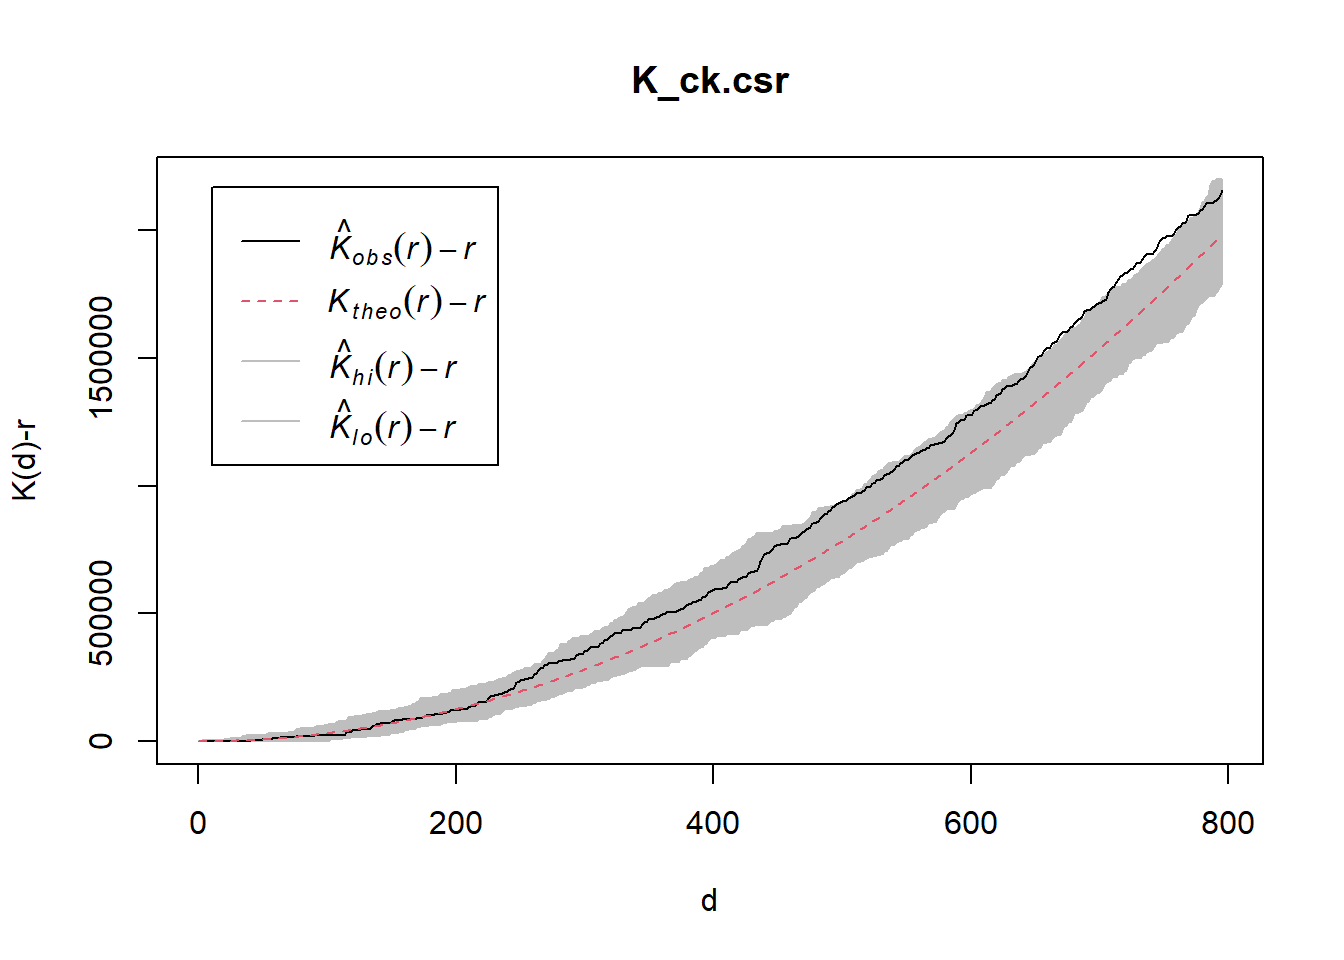 K_ck.csr
K̂obs(r) − r
Ktheo(r) − r
K̂hi(r) − r
K̂lo(r) − r
K(d)-r
1500000
500000
0
0 200 400 600 800
d